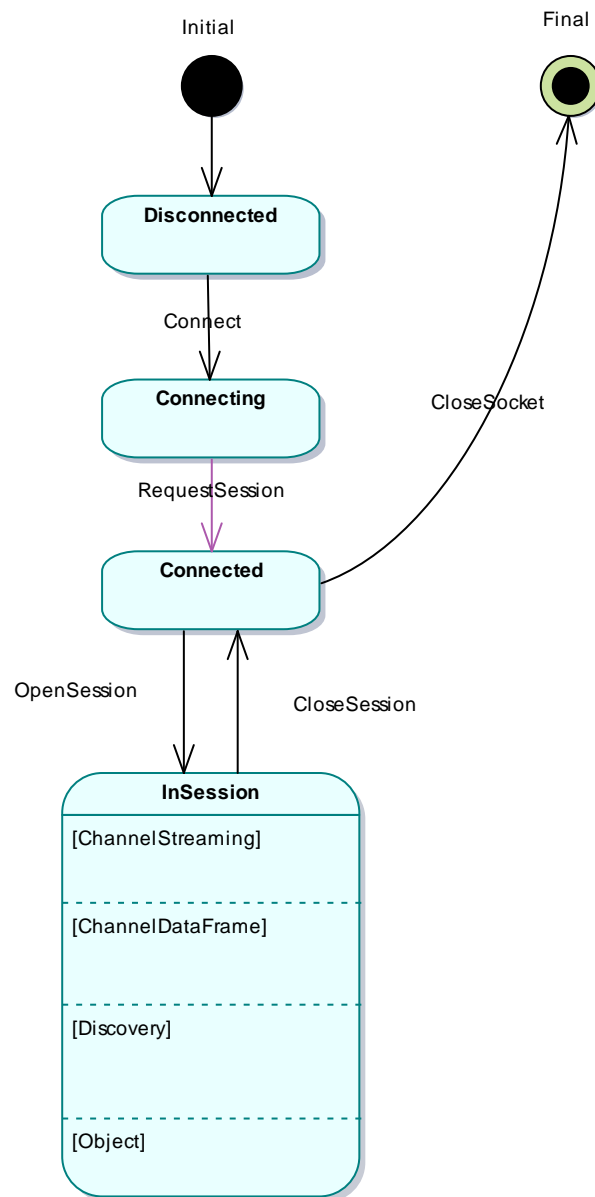 Final
Initial
Disconnected
Connect
Connecting
CloseSocket
RequestSession
Connected
OpenSession
CloseSession
InSession
[ChannelStreaming]
[ChannelDataFrame]
[Discovery]
[Object]